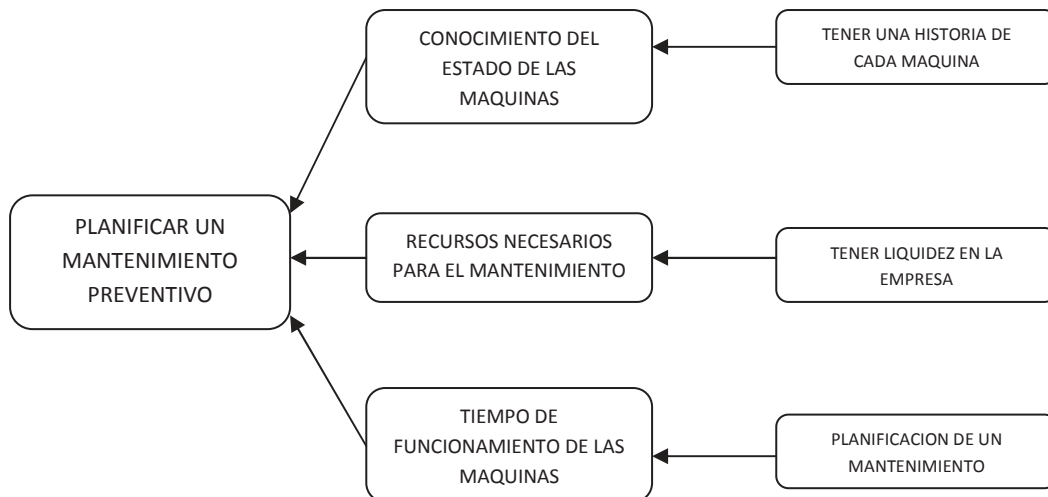 CONOCIMIENTO DEL
ESTADO DE LAS
MAQUINAS
TENER UNA HISTORIA DE
CADA MAQUINA
PLANIFICAR UN
MANTENIMIENTO
PREVENTIVO
RECURSOS NECESARIOS
PARA EL MANTENIMIENTO
TENER LIQUIDEZ EN LA
EMPRESA
TIEMPO DE
FUNCIONAMIENTO DE LAS
MAQUINAS
PLANIFICACION DE UN
MANTENIMIENTO